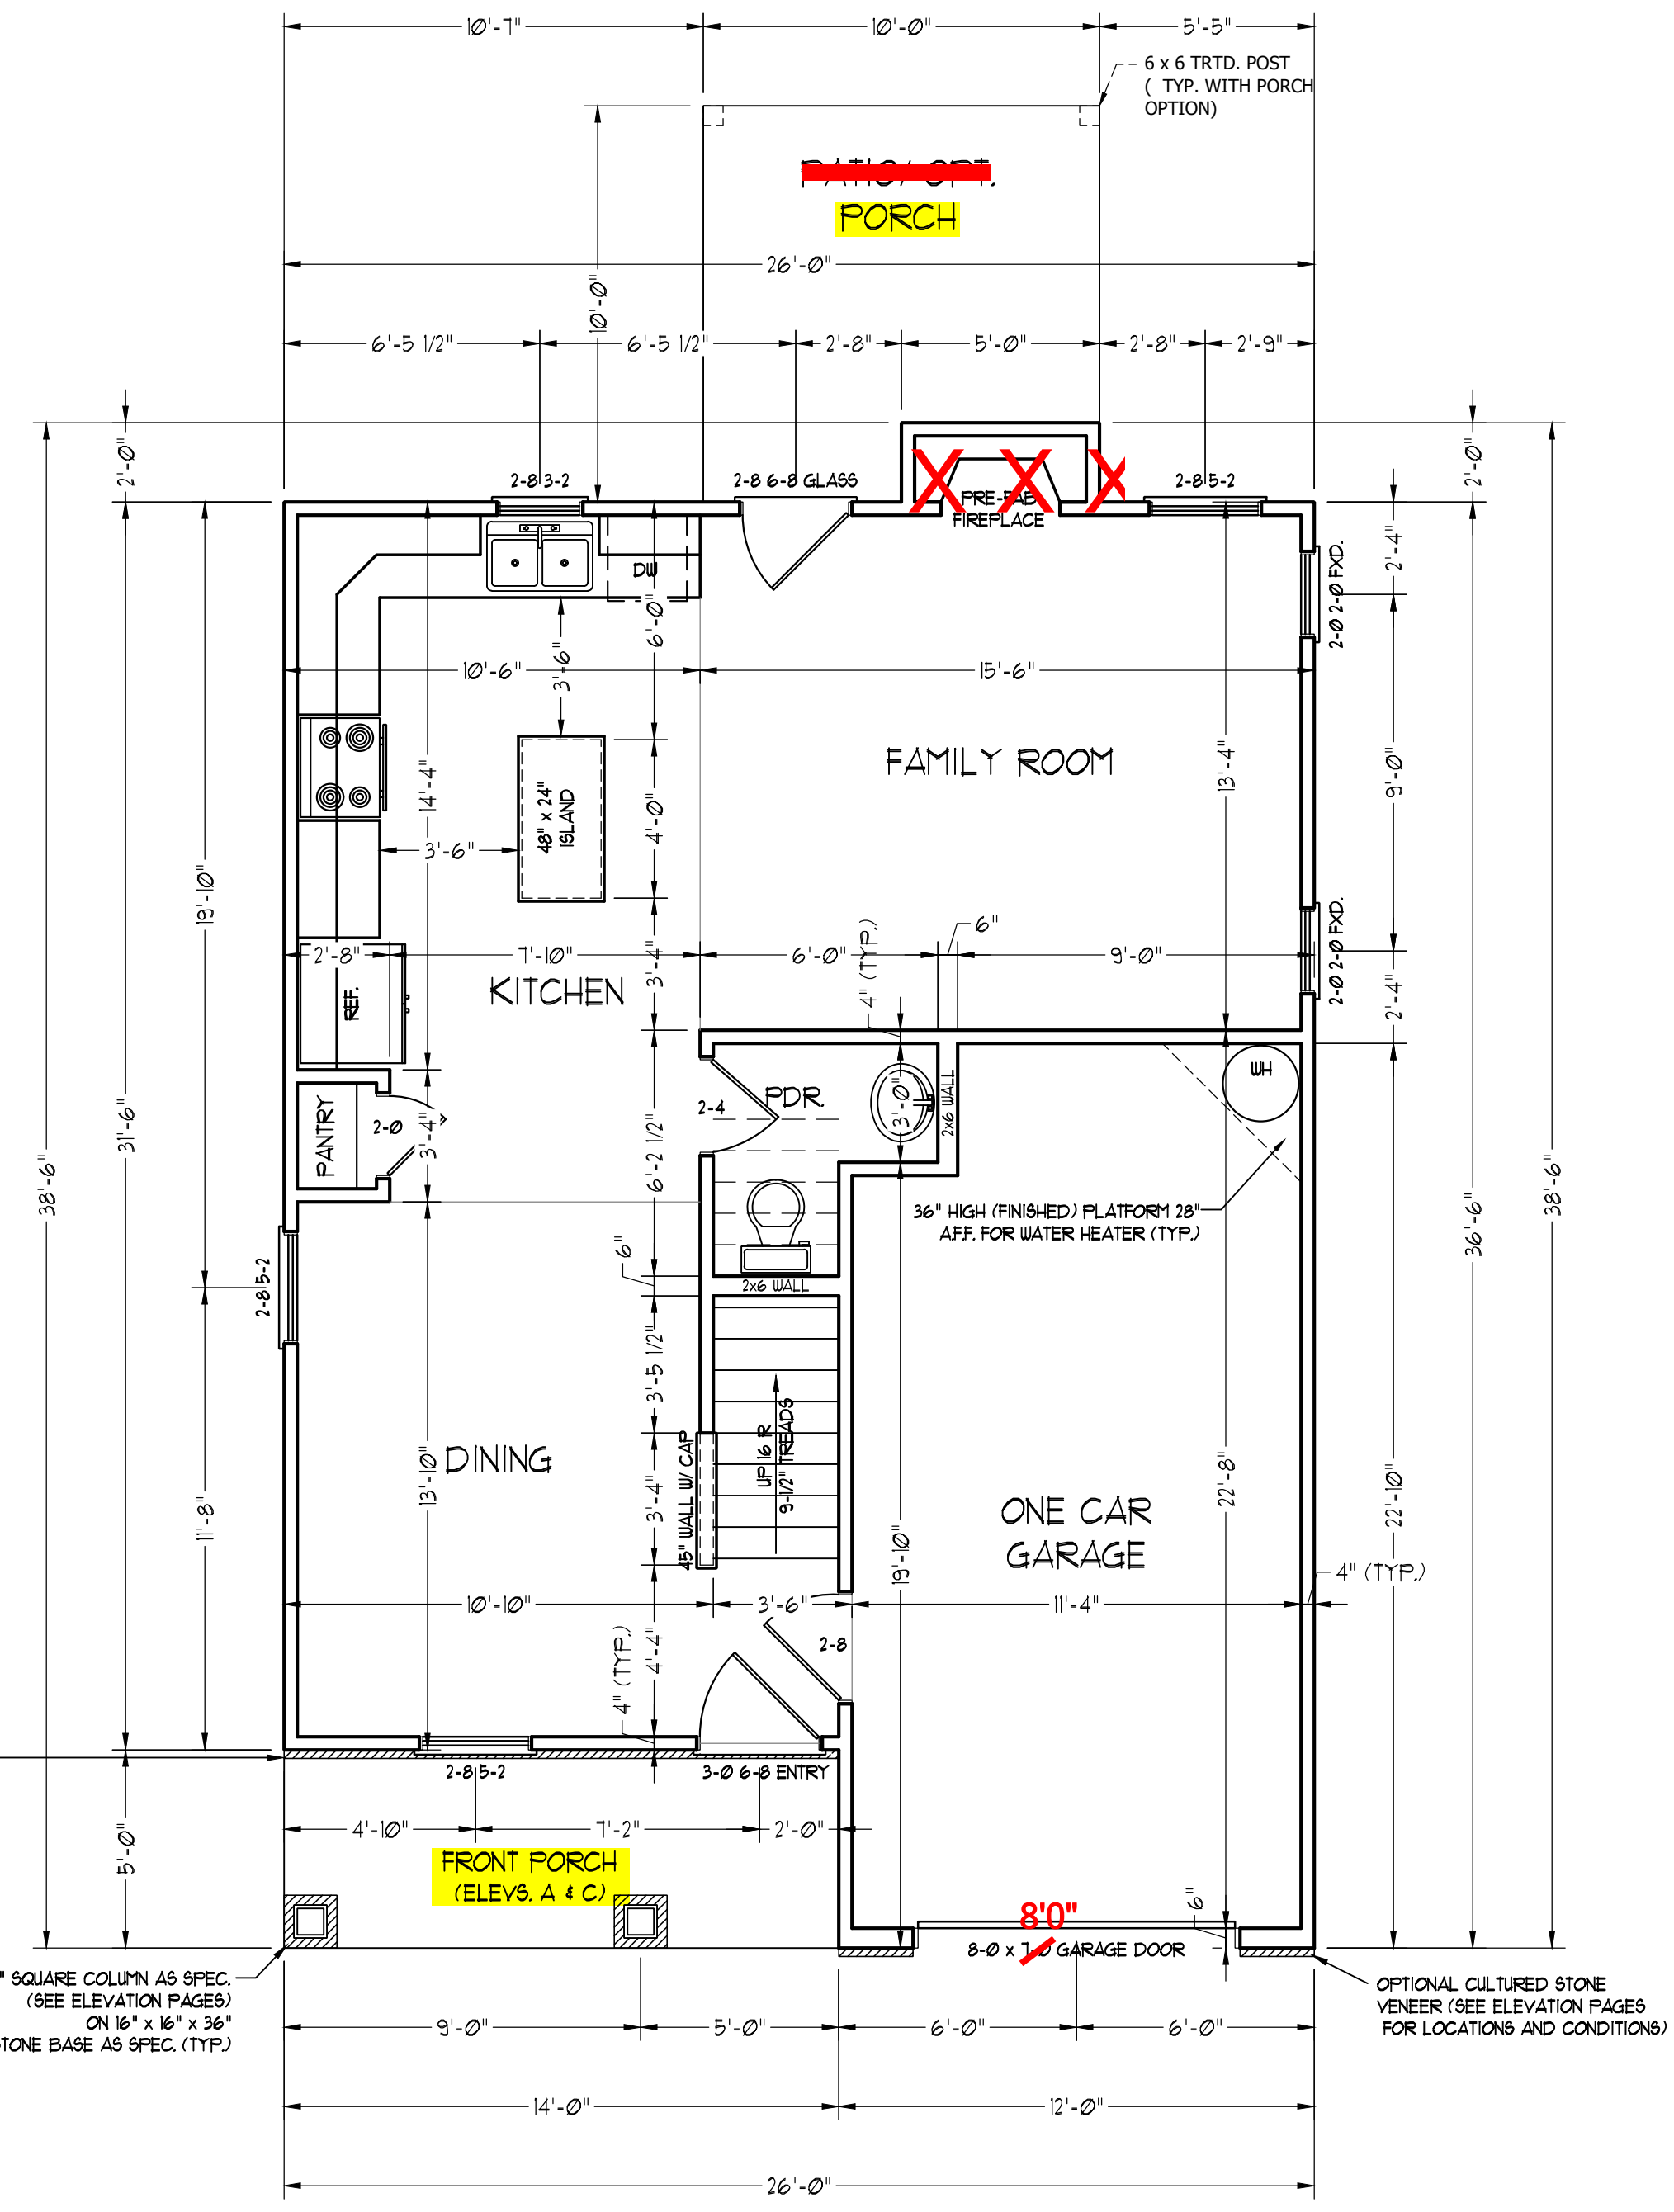 10'-7"
10'-0"
5'-5"
6 x 6 TRTD. POST
( TYP. WITH PORCH
OPTION)
PATIO/ OPT.
PORCH
26'-0"
10'-0"
6'-5 1/2"
6'-5 1/2"
2'-8"
5'-0"
2'-8"
2'-9"
2'-0"
2'-0"
2-8 3-2
2-8 6-8 GLASS
2-8 5-2
X X X
PRE-FAB
FIREPLACE
DW
2'-4"
2-0 2-0 FXD.
6'-0"
3'-6"
10'-6"
15'-6"
FAMILY ROOM
14'-4"
13'-4"
9'-0"
48" x 24"
ISLAND
4'-0"
3'-6"
19'-10"
2-0 2-0 FXD.
6"
2'-8"
7'-10"
3'-4"
6'-0"
4" (TYP.)
9'-0"
KITCHEN
REF.
2'-4"
WH
PDR.
2-4
3'-0"
2x6 WALL
PANTRY
2-0
3'-4"
6'-2 1/2"
31'-6"
38'-6"
36'-6"
38'-6"
36" HIGH (FINISHED) PLATFORM 28"
A.F.F. FOR WATER HEATER (TYP.)
6"
2x6 WALL
2-8 5-2
3'-5 1/2"
UP 16 R
9-1/2" TREADS
DINING
13'-10"
45" WALL W/ CAP
3'-4"
22'-8"
22'-10"
11'-8"
ONE CAR
GARAGE
19'-10"
4" (TYP.)
10'-10"
3'-6"
11'-4"
2-8
4'-4"
4" (TYP.)
2-8 5-2
3-0 6-8 ENTRY
4'-10"
7'-2"
2'-0"
5'-0"
FRONT PORCH
(ELEVS. A & C)
6"
8'0"
8-0 x 7-0 GARAGE DOOR
" SQUARE COLUMN AS SPEC.
(SEE ELEVATION PAGES)
ON 16" x 16" x 36"
TONE BASE AS SPEC. (TYP.)
OPTIONAL CULTURED STONE
VENEER (SEE ELEVATION PAGES
FOR LOCATIONS AND CONDITIONS)
9'-0"
5'-0"
6'-0"
6'-0"
14'-0"
12'-0"
26'-0"